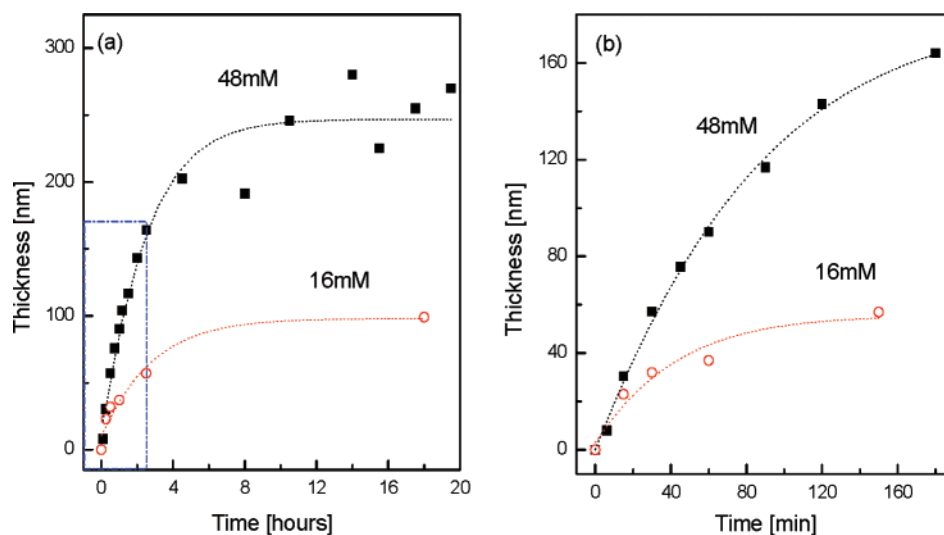 (a)
300
200
100
0
Thickness [nm]
48mM
16mM
0 4 8 12 16 20
Time [hours]
(b)
160
120
80
40
0
Thickness [nm]
48mM
16mM
0 40 80 120 160
Time [min]